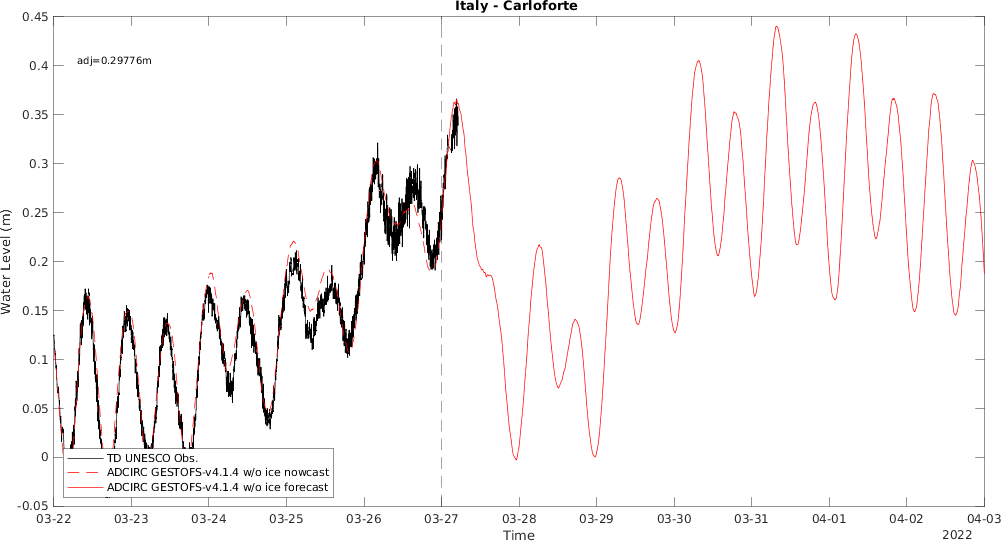 Italy - Carloforte
adj=0.29776m
0.45
0.4
0.35
0.3
0.25
0.2
0.15
0.1
0.05
0
-0.05
Water Level (m)
TD UNESCO Obs.
ADCIRC GESTOFS-v4.1.4 w/o ice nowcast
ADCIRC GESTOFS-v4.1.4 w/o ice forecast
03-22 03-23 03-24 03-25 03-26 03-27 03-28 03-29 03-30 03-31 04-01 04-02 04-03
Time
2022